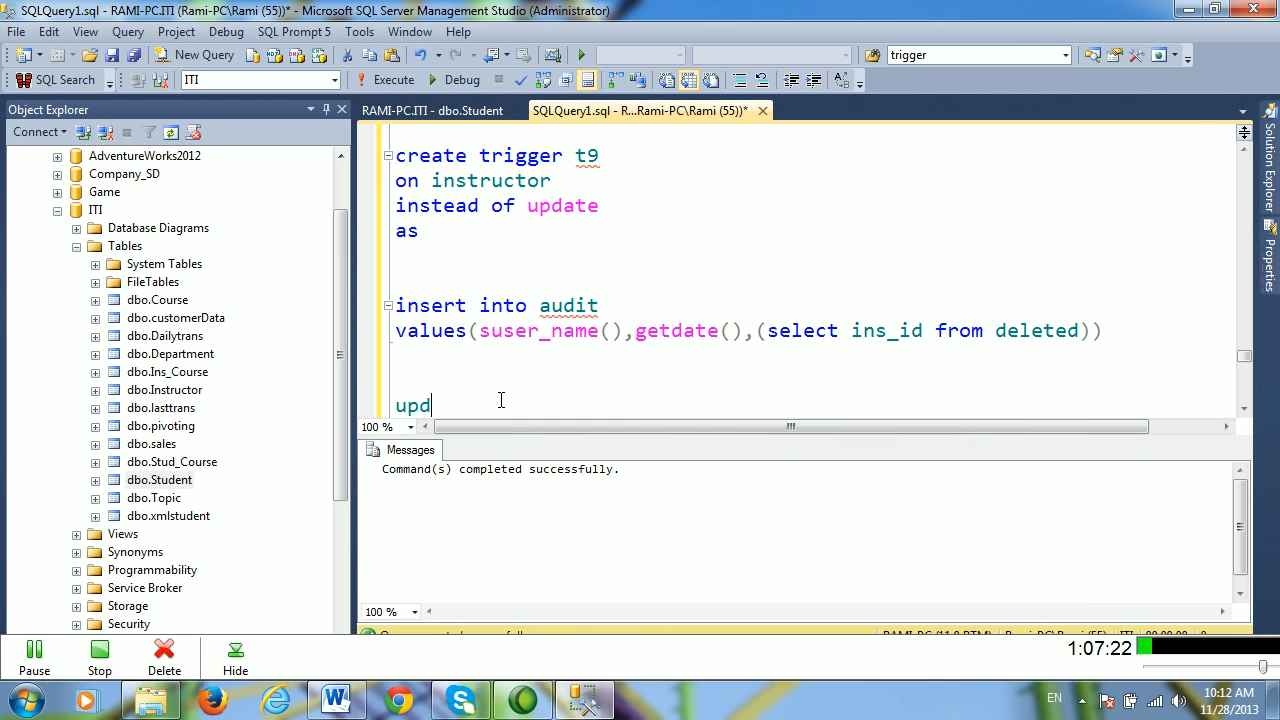 SQLQuery1.sql - RAMI-PC.ITI (Rami-PC\Rami (55))* - Microsoft SQL Server Management Studio (Administrator)
File Edit View Query Project Debug SQL Prompt 5 Tools Window Help
New Query trigger
SQL Search ITI Execute Debug
Object Explorer
RAMI-PC.ITI - dbo.Student
SQLQuery1.sql - R...Rami-PC\Rami (55))*
Connect
AdventureWorks2012
Company_SD
Game
ITI
Database Diagrams
Tables
System Tables
FileTables
dbo.Course
dbo.customerData
dbo.Dailytrans
dbo.Department
dbo.Ins_Course
dbo.Instructor
dbo.lasttrans
dbo.pivoting
dbo.sales
dbo.Stud_Course
dbo.Student
dbo.Topic
dbo.xmlstudent
Views
Synonyms
Programmability
Service Broker
Storage
Security
create trigger t9
on instructor
instead of update
as
insert into audit
values(suser_name(),getdate(),(select ins_id from deleted))
upd
100 %
Messages
Command(s) completed successfully.
100 %
Solution Explorer
Properties
Pause Stop Delete Hide
1:07:22
EN
10:12 AM
11/28/2013